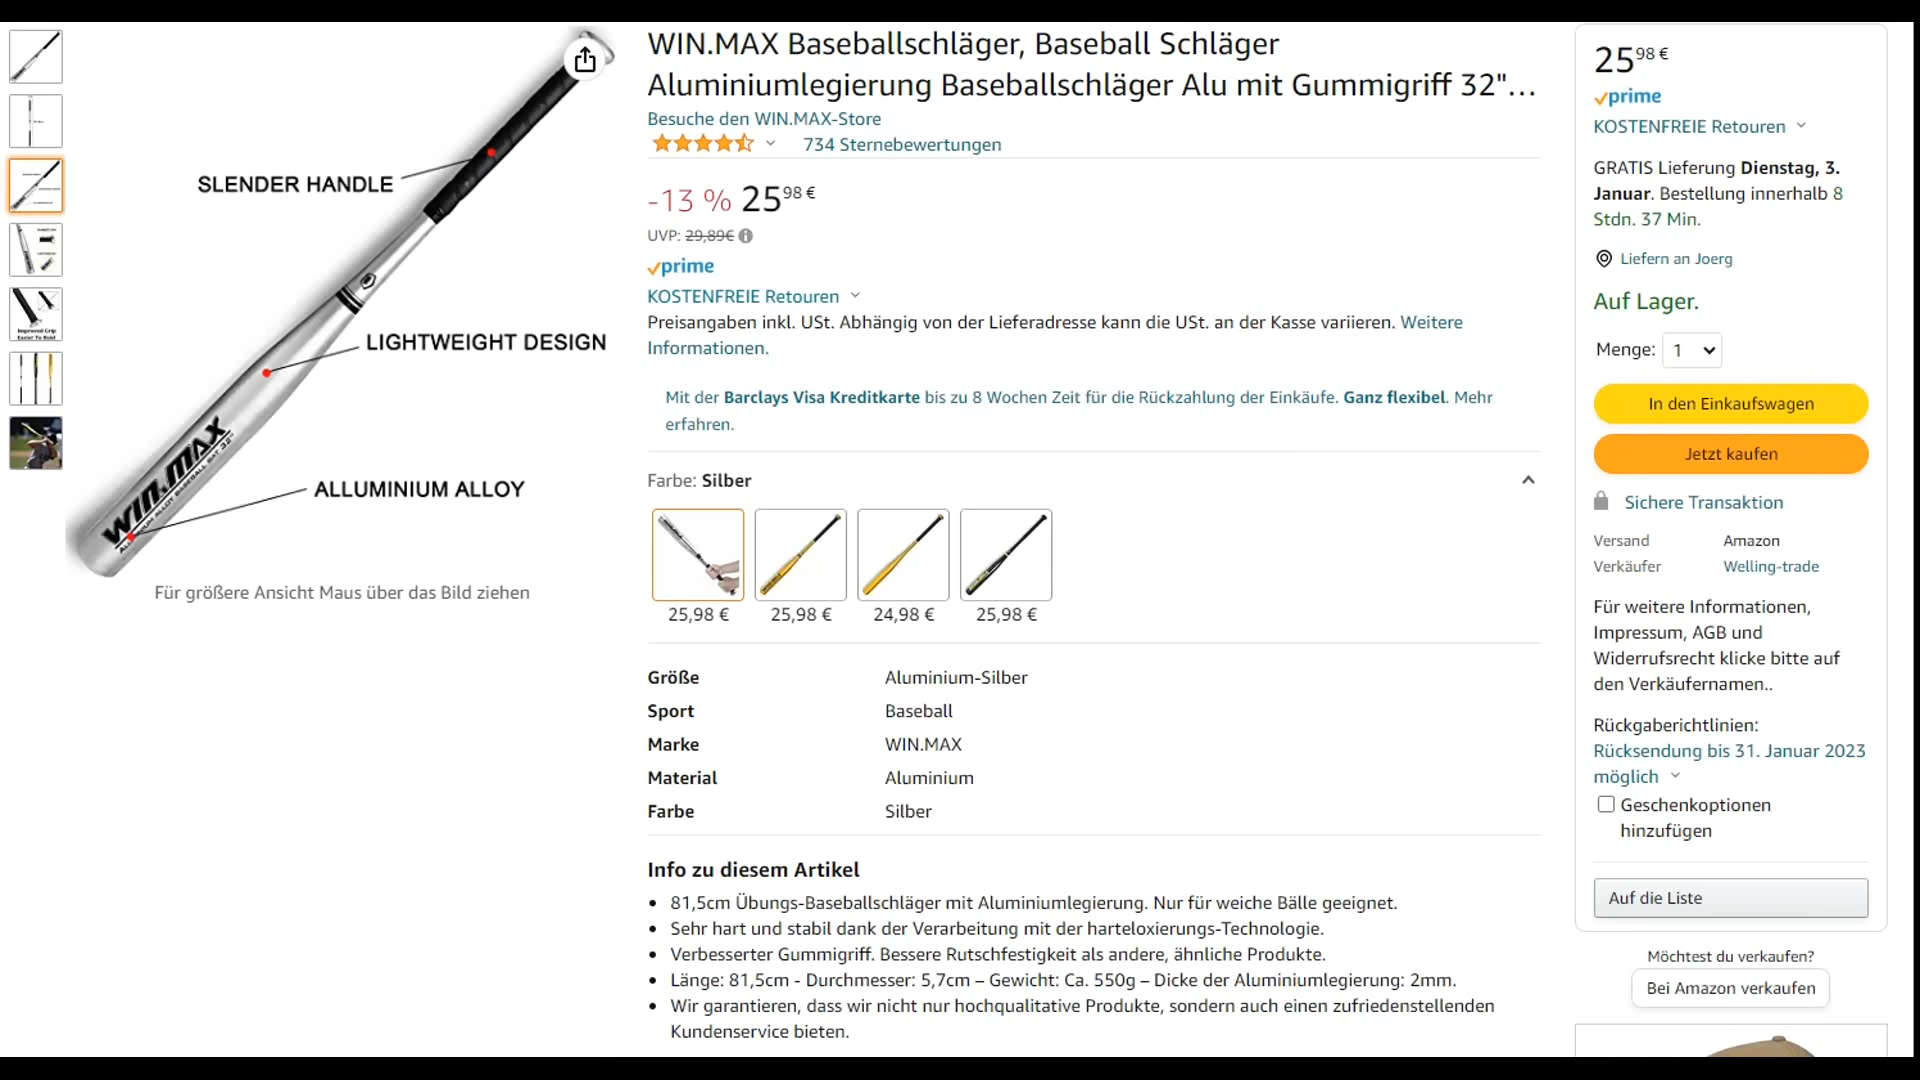 WIN.MAX Baseballschläger, Baseball Schläger
Aluminiumlegierung Baseballschläger Alu mit Gummigriff 32"...
Besuche den WIN.MAX-Store
734 Sternebewertungen
-13 % 25 98 €
UVP: 29,89€
prime
KOSTENFREIE Retouren
Preisangaben inkl. USt. Abhängig von der Lieferadresse kann die USt. an der Kasse variieren. Weitere
Informationen.
Mit der Barclays Visa Kreditkarte bis zu 8 Wochen Zeit für die Rückzahlung der Einkäufe. Ganz flexibel. Mehr
erfahren.
Farbe: Silber
25,98 € 25,98 € 24,98 € 25,98 €
Größe Aluminium-Silber
Sport Baseball
Marke WIN.MAX
Material Aluminium
Farbe Silber
Info zu diesem Artikel
• 81,5cm Übungs-Baseballschläger mit Aluminiumlegierung. Nur für weiche Bälle geeignet.
• Sehr hart und stabil dank der Verarbeitung mit der harteloxierungs-Technologie.
• Verbesserter Gummigriff. Bessere Rutschfestigkeit als andere, ähnliche Produkte.
• Länge: 81,5cm - Durchmesser: 5,7cm – Gewicht: Ca. 550g – Dicke der Aluminiumlegierung: 2mm.
• Wir garantieren, dass wir nicht nur hochqualitative Produkte, sondern auch einen zufriedenstellenden
Kundenservice bieten.
SLENDER HANDLE
LIGHTWEIGHT DESIGN
ALLUMINIUM ALLOY
WIN.MAX
Für größere Ansicht Maus über das Bild ziehen
Improved Grip
Easier To Hold
25 98 €
prime
KOSTENFREIE Retouren
GRATIS Lieferung Dienstag, 3.
Januar. Bestellung innerhalb 8
Stdn. 37 Min.
Liefern an Joerg
Auf Lager.
Menge: 1
In den Einkaufswagen
Jetzt kaufen
Sichere Transaktion
Versand Amazon
Verkäufer Welling-trade
Für weitere Informationen,
Impressum, AGB und
Widerrufsrecht klicke bitte auf
den Verkäufernamen..
Rückgaberichtlinien:
Rücksendung bis 31. Januar 2023
möglich
Geschenkoptionen
hinzufügen
Auf die Liste
Möchtest du verkaufen?
Bei Amazon verkaufen